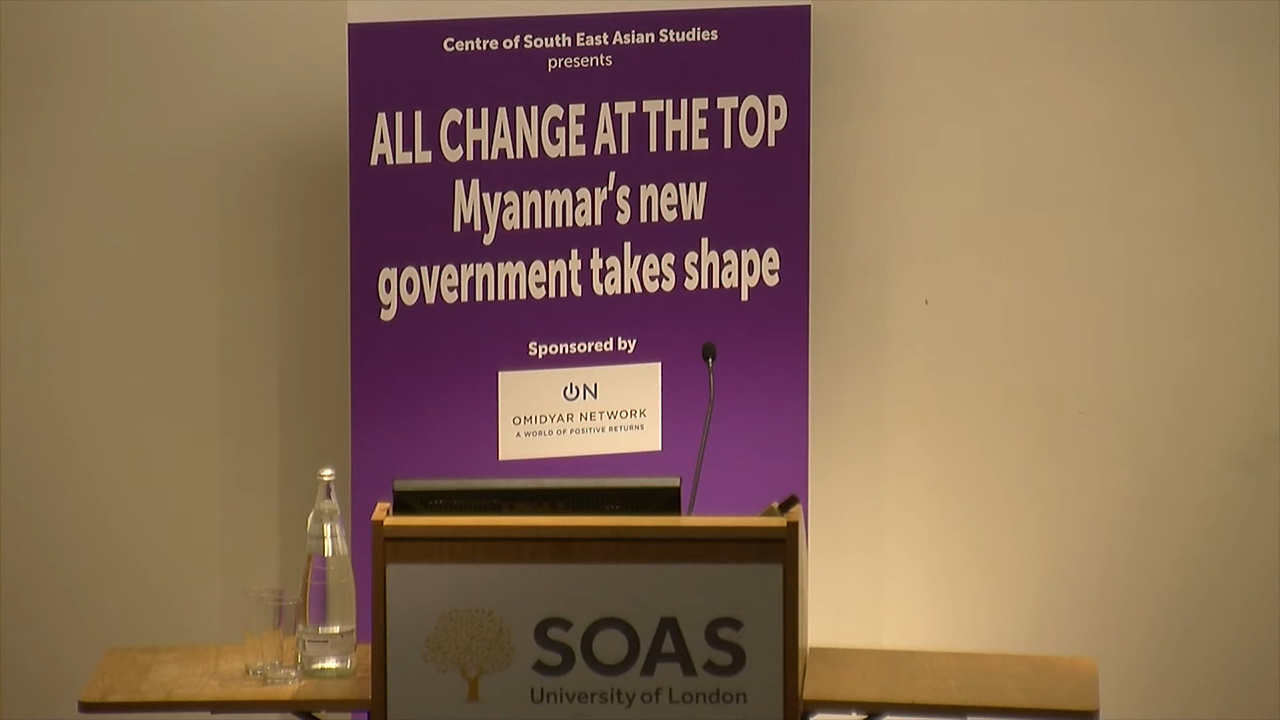 Centre of South East Asian Studies
presents
ALL CHANGE AT THE TOP
Myanmar's new
government takes shape
Sponsored by
ON
OMIDYAR NETWORK
A WORLD OF POSITIVE RETURNS
SOAS
University of London